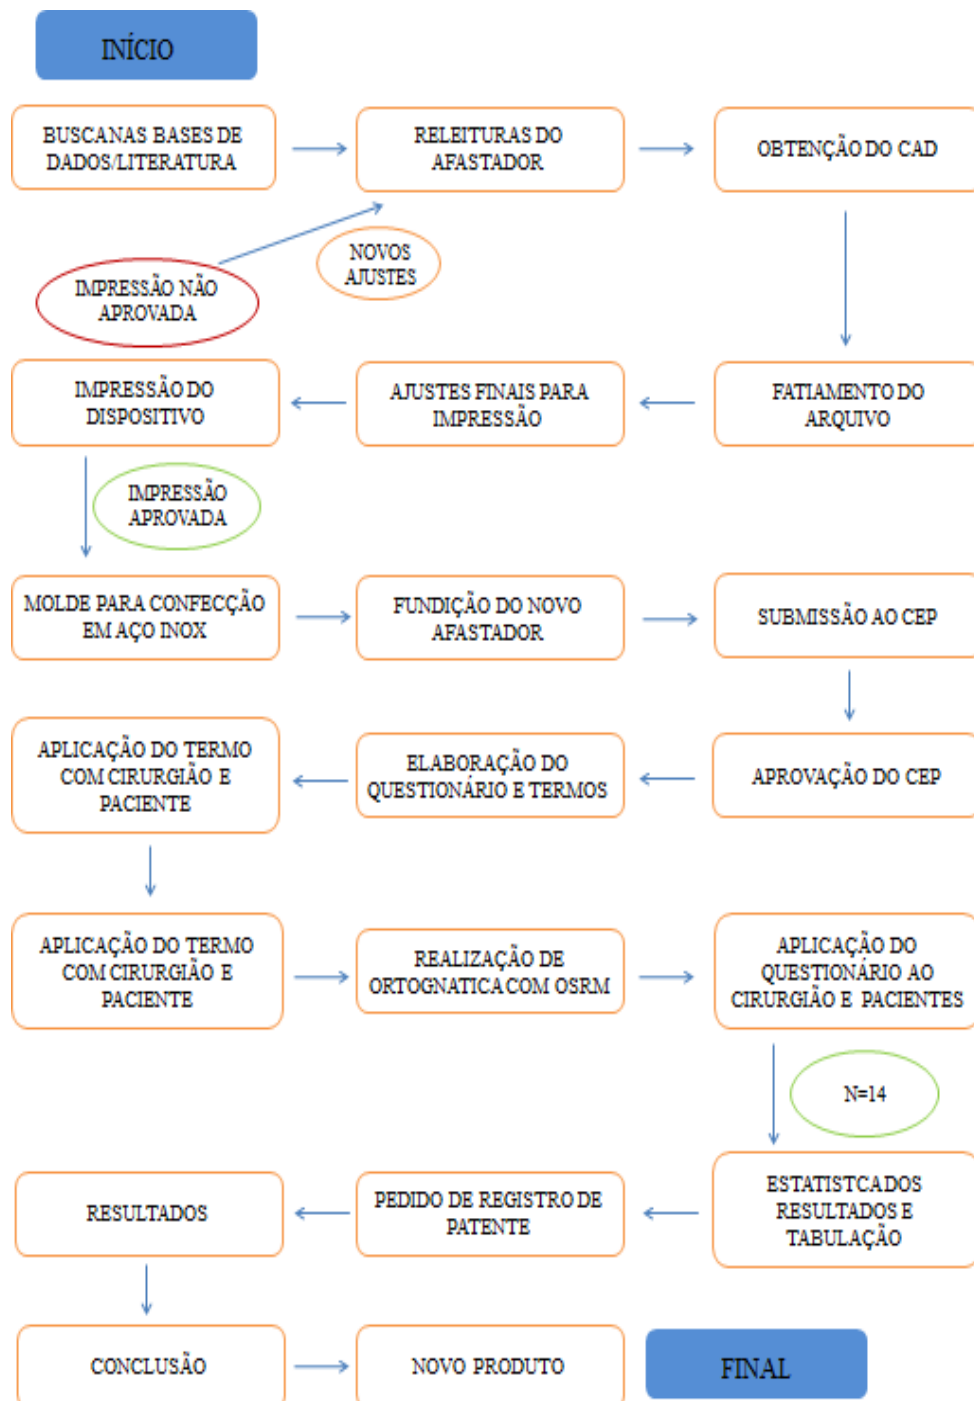 INÍCIO
BUSCANAS BASES DE
DADOS/LITERATURA
RELEITURAS DO
AFASTADOR
OBTENÇÃO DO CAD
NOVOS
AJUSTES
IMPRESSÃO NÃO
APROVADA
IMPRESSÃO DO
DISPOSITIVO
AJUSTES FINAIS PARA
IMPRESSÃO
FATIAMENTO DO
ARQUIVO
IMPRESSÃO
APROVADA
MOLDE PARA CONFECÇÃO
EM AÇO INOX
FUNDIÇÃO DO NOVO
AFASTADOR
SUBMISSÃO AO CEP
APLICAÇÃO DO TERMO
COM CIRURGIÃO E
PACIENTE
ELABORAÇÃO DO
QUESTIONÁRIO E TERMOS
APROVAÇÃO DO CEP
APLICAÇÃO DO TERMO
COM CIRURGIÃO E
PACIENTE
REALIZAÇÃO DE
ORTOGNATICA COM OSRM
APLICAÇÃO DO
QUESTIONÁRIO AO
CIRURGIÃO E PACIENTES
N=14
RESULTADOS
PEDIDO DE REGISTRO DE
PATENTE
ESTATISTCADOS
RESULTADOS E
TABULAÇÃO
CONCLUSÃO
NOVO PRODUTO
FINAL